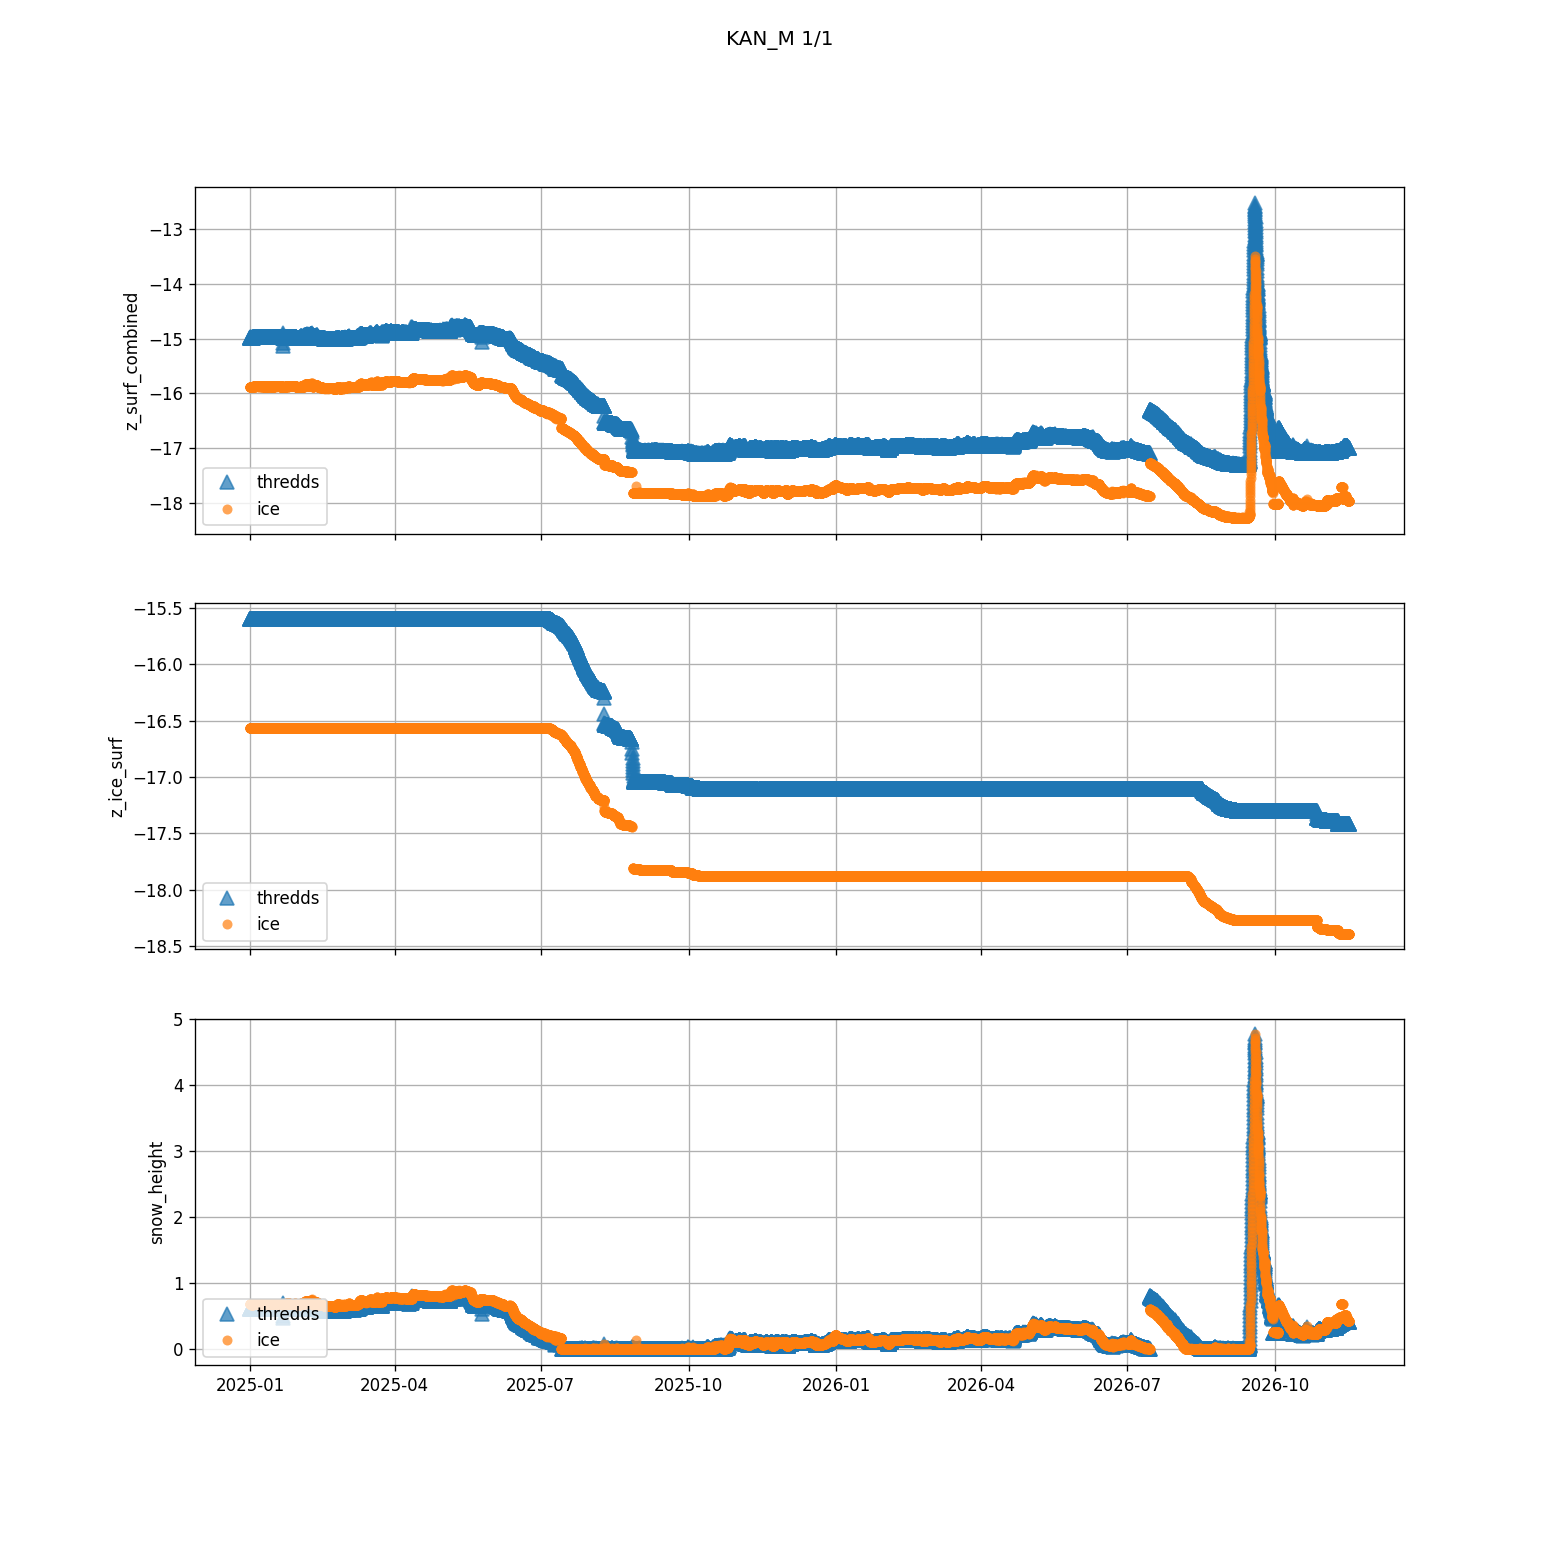 KAN_M 1/1
z_surf_combined
−13
−14
−15
−16
−17
−18
thredds
ice
z_ice_surf
−15.5
−16.0
−16.5
−17.0
−17.5
−18.0
−18.5
thredds
ice
snow_height
5
4
3
2
1
0
thredds
ice
2025-01
2025-04
2025-07
2025-10
2026-01
2026-04
2026-07
2026-10